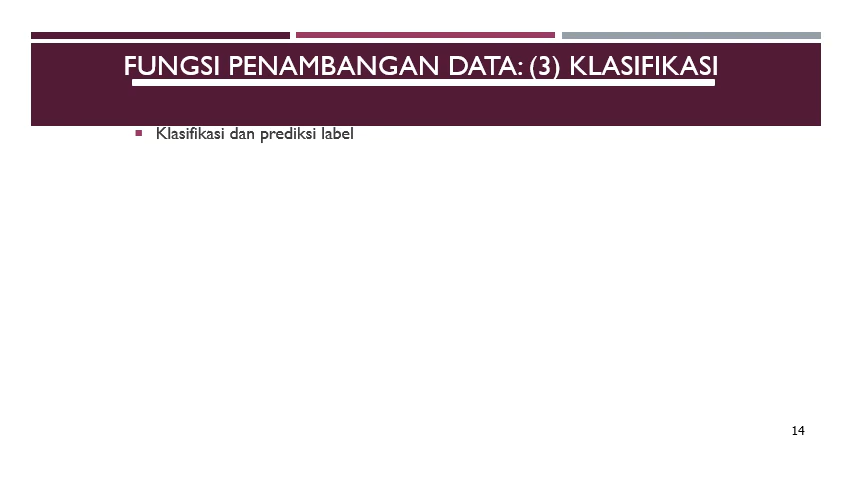 FUNGSI PENAMBANGAN DATA: (3) KLASIFIKASI
Klasifikasi dan prediksi label
14